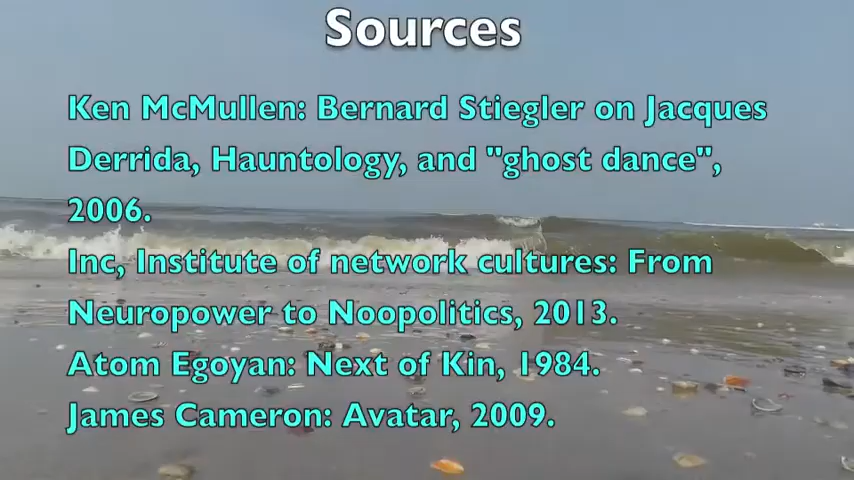 Sources
Ken McMullen: Bernard Stiegler on Jacques
Derrida, Hauntology, and "ghost dance",
2006.
Inc, Institute of network cultures: From
Neuropower to Noopolitics, 2013.
Atom Egoyan: Next of Kin, 1984.
James Cameron: Avatar, 2009.